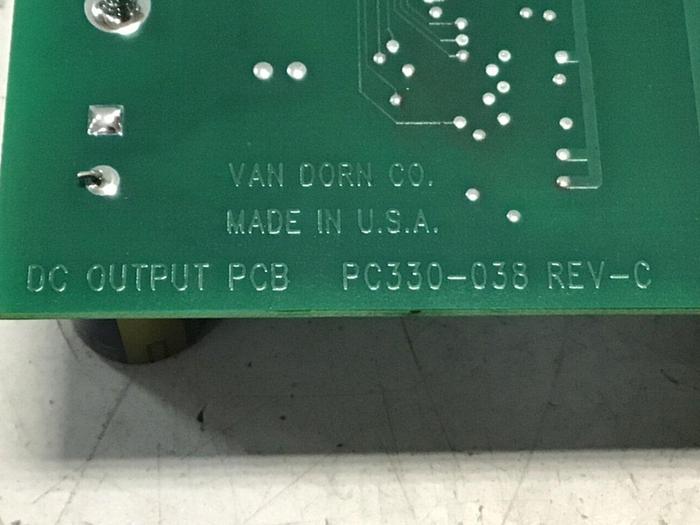 VAN DORN CO.
MADE IN U.S.A.
DC OUTPUT PCB PC330-038 REV-C